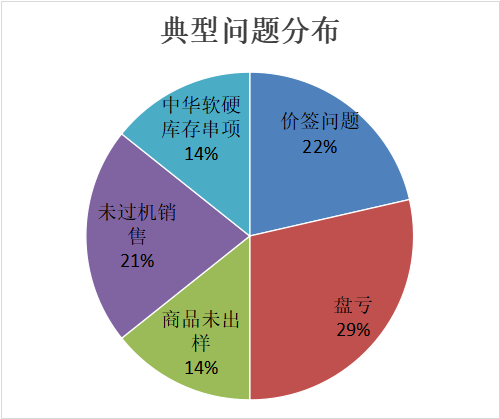 典型问题分布
中华软硬
库存串项
14%
价签问题
22%
未过机销
售
21%
盘亏
29%
商品未出
样
14%